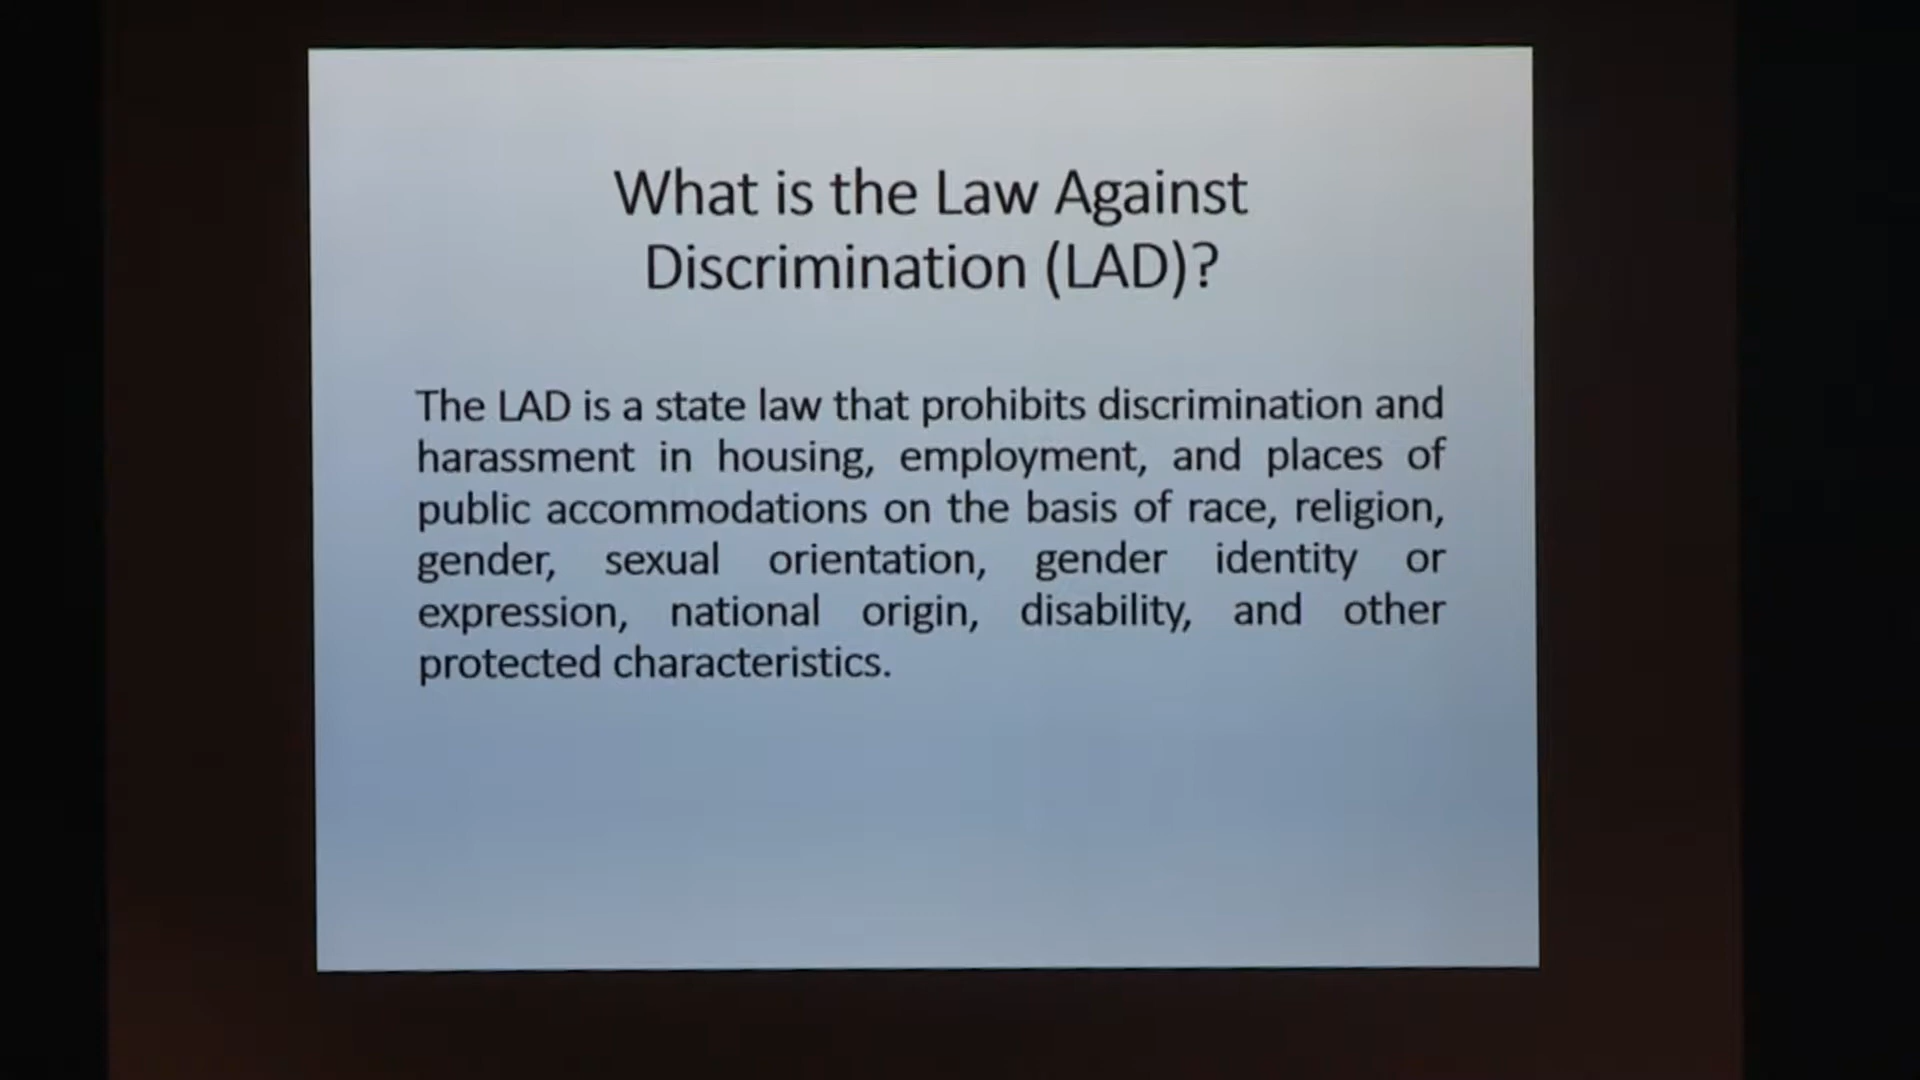 What is the Law Against
Discrimination (LAD)?
The LAD is a state law that prohibits discrimination and
harassment in housing, employment, and places of
public accommodations on the basis of race, religion,
gender, sexual orientation, gender identity or
expression, national origin, disability, and other
protected characteristics.